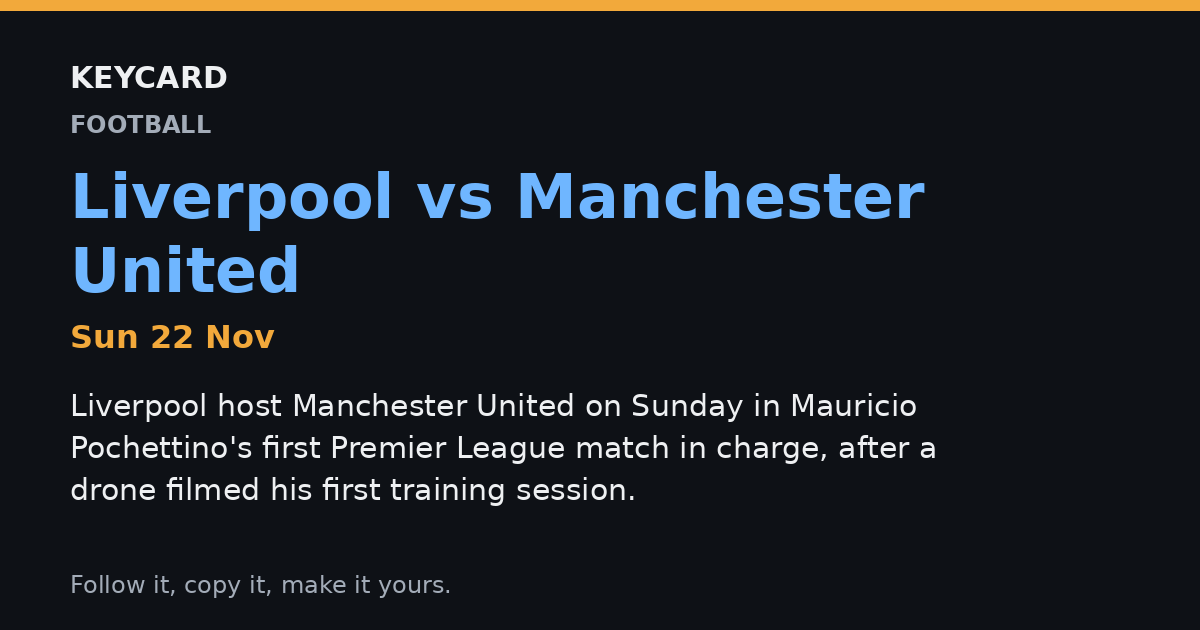 KEYCARD
FOOTBALL
Liverpool vs Manchester
United
Sun 22 Nov
Liverpool host Manchester United on Sunday in Mauricio
Pochettino's first Premier League match in charge, after a
drone filmed his first training session.
Follow it, copy it, make it yours.